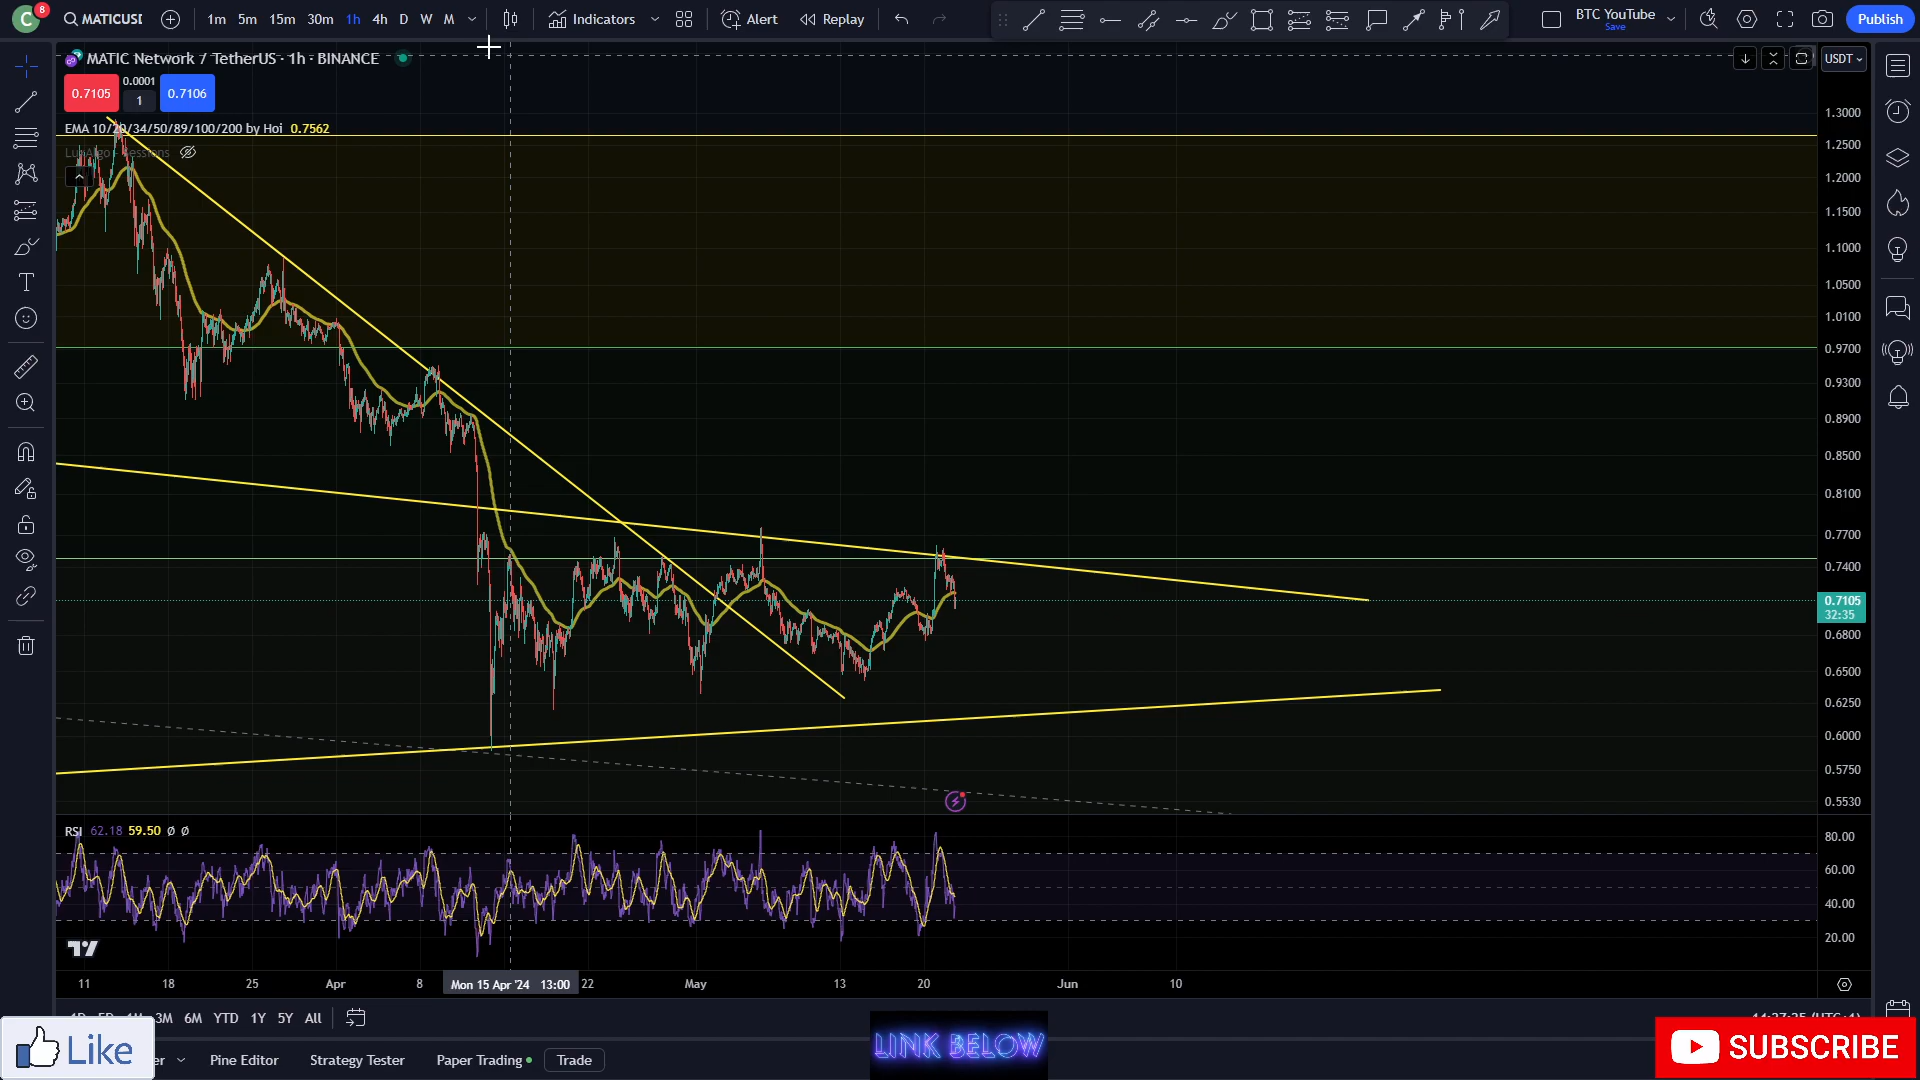 C 8 MATICUSI 1m 5m 15m 30m 1h 4h D W M Indicators Alert Replay BTC YouTube Save Publish
MATIC Network / TetherUS · 1h · BINANCE
USDT
0.7105 0.0001 1 0.7106
EMA 10/20/34/50/89/100/200 by Hoi 0.7562
1.3000
1.2500
1.2000
1.1500
1.1000
1.0500
1.0100
0.9700
0.9300
0.8900
0.8500
0.8100
0.7700
0.7400
0.7105
32:35
0.6800
0.6500
0.6250
0.6000
0.5750
0.5530
RSI 62.18 59.50 Ø Ø
80.00
60.00
40.00
20.00
11 18 25 Apr 8 Mon 15 Apr '24 13:00 22 May 13 20 Jun 10
3M 6M YTD 1Y 5Y All
Like
Pine Editor Strategy Tester Paper Trading Trade
LINK BELOW
SUBSCRIBE